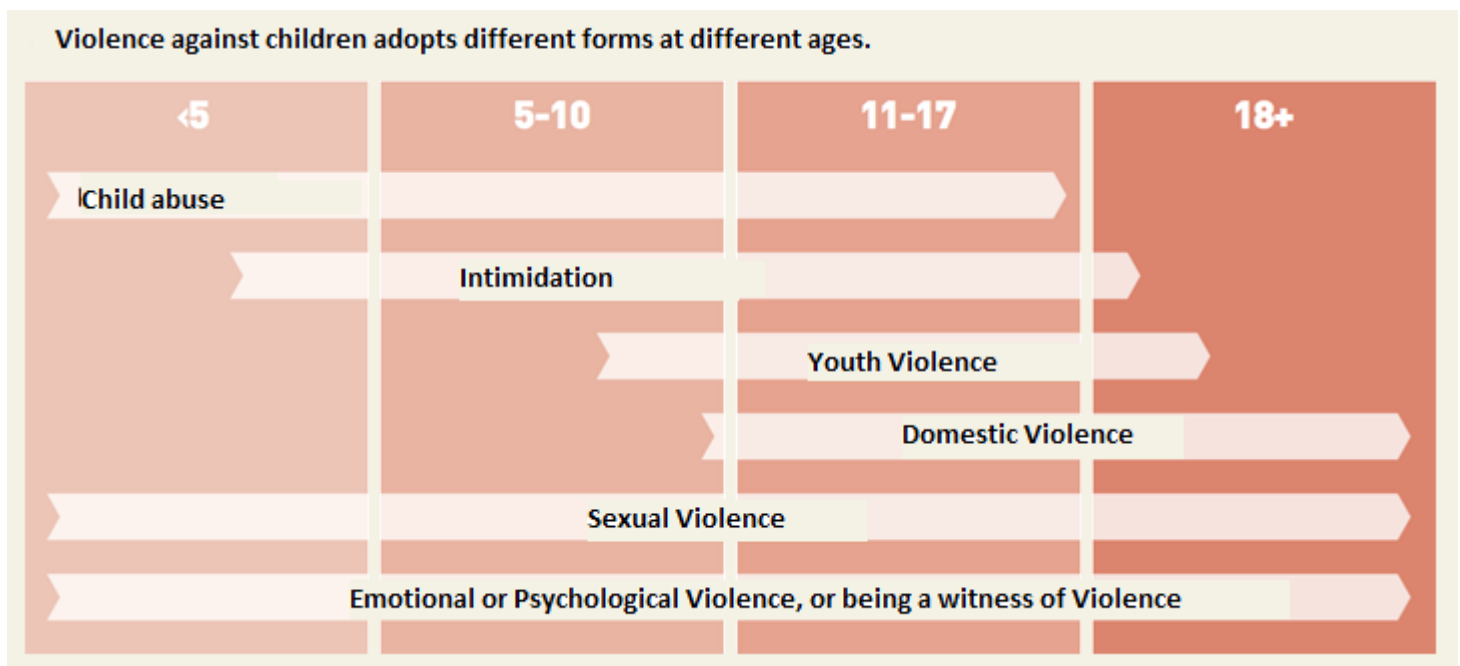 Violence against children adopts different forms at different ages.
<5 5-10 11-17 18+
Child abuse
Intimidation
Youth Violence
Domestic Violence
Sexual Violence
Emotional or Psychological Violence, or being a witness of Violence